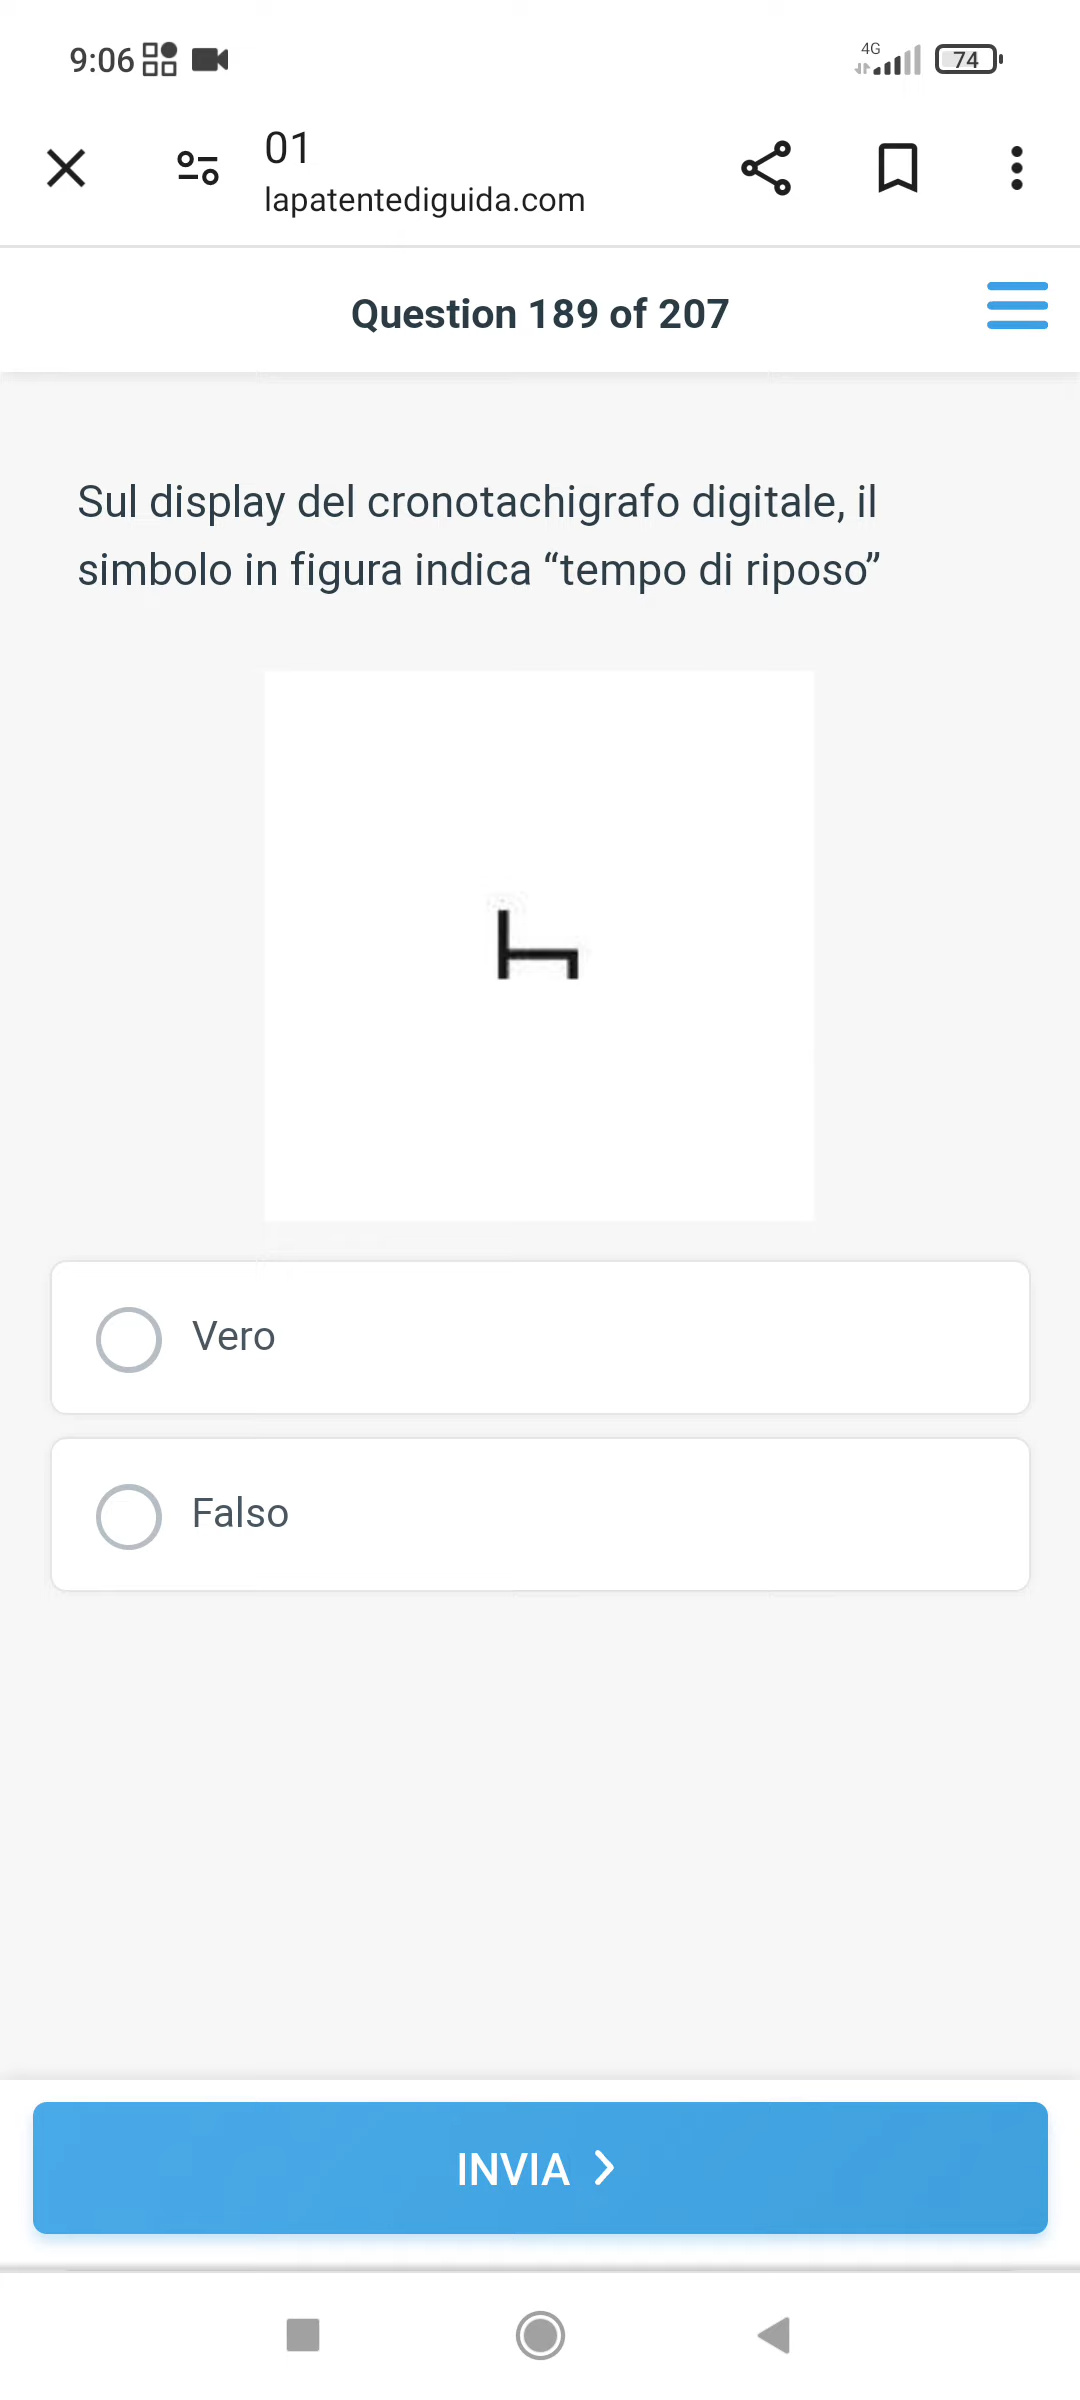 9:06
4G
74
01
lapatentediguida.com
Question 189 of 207
Sul display del cronotachigrafo digitale, il
simbolo in figura indica “tempo di riposo”
Vero
Falso
INVIA